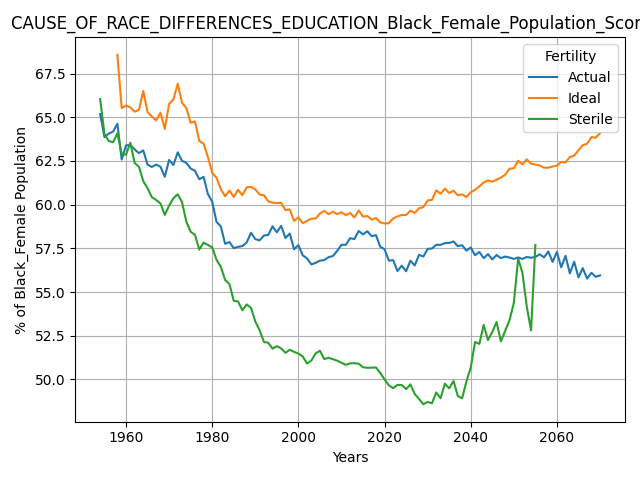 CAUSE_OF_RACE_DIFFERENCES_EDUCATION_Black_Female_Population_Scor
Fertility
Actual
Ideal
Sterile
% of Black_Female Population
67.5
65.0
62.5
60.0
57.5
55.0
52.5
50.0
1960
1980
2000
2020
2040
2060
Years